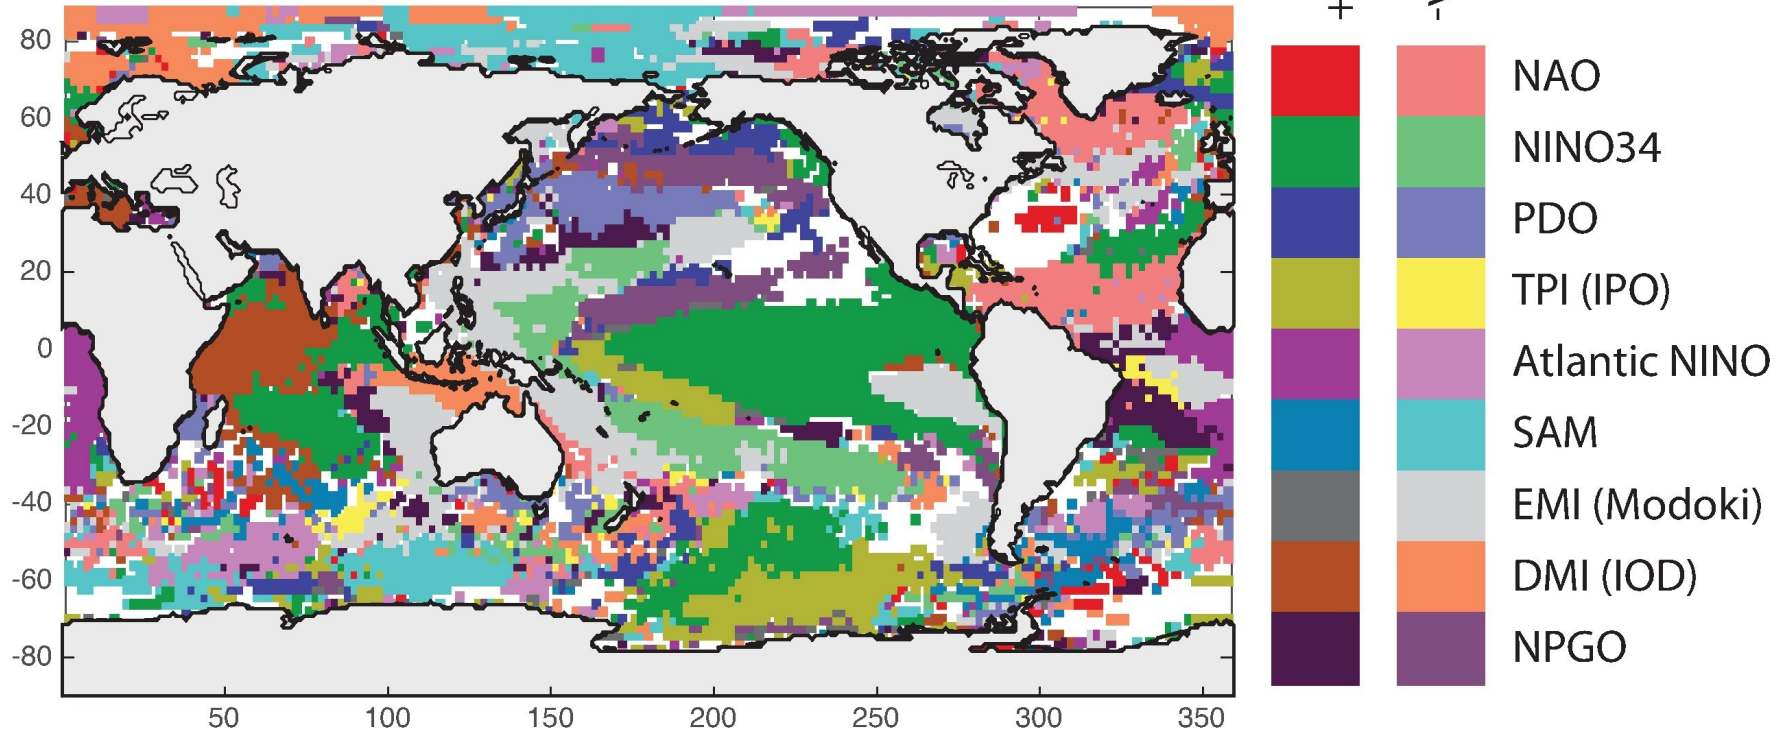 + -
NAO
NINO34
PDO
TPI (IPO)
Atlantic NINO
SAM
EMI (Modoki)
DMI (IOD)
NPGO
80
60
40
20
0
-20
-40
-60
-80
50 100 150 200 250 300 350